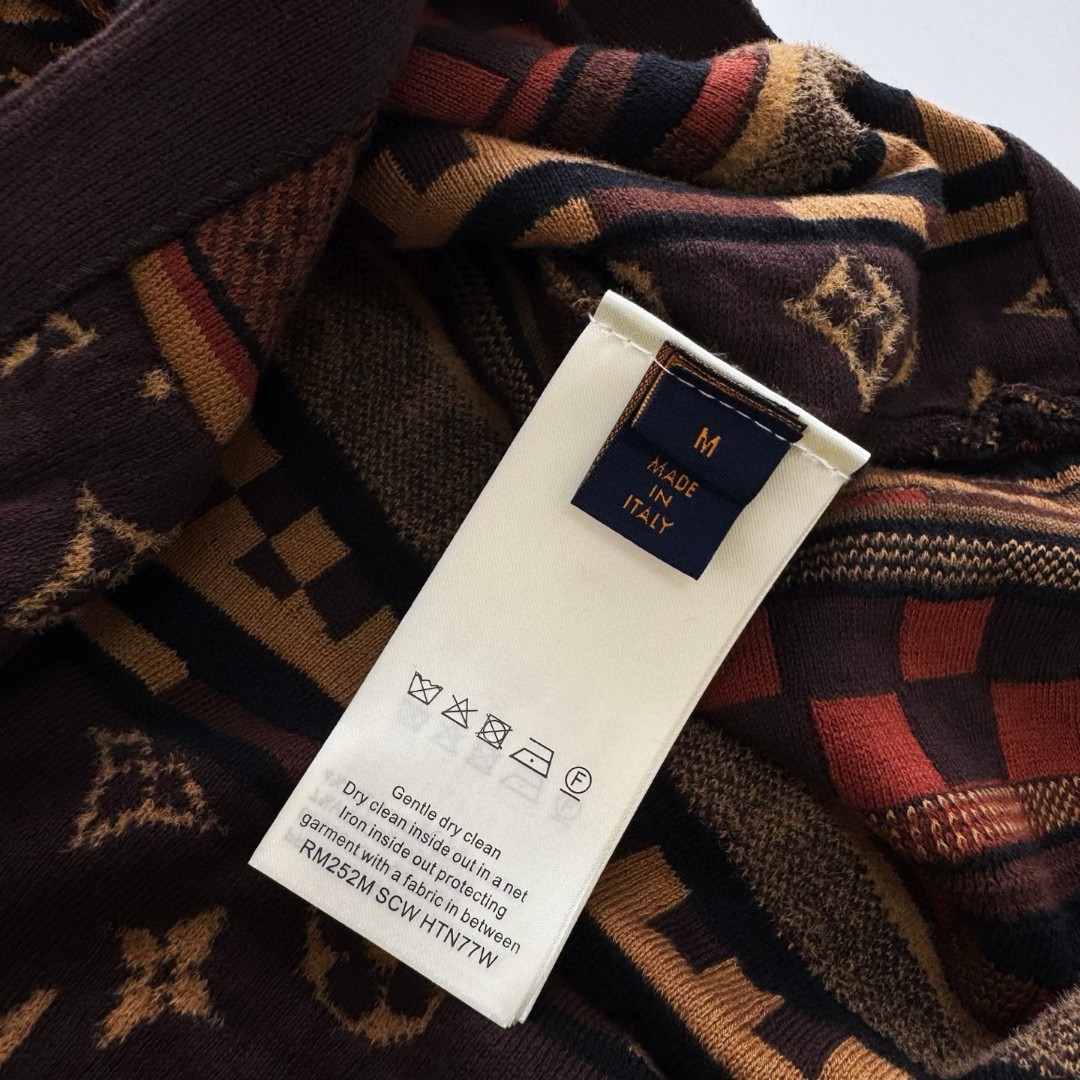 M
MADE
IN
ITALY
F
Gentle dry clean
Dry clean inside out in a net
Iron inside out protecting
garment with a fabric in between
RM252M SCW HTN77W